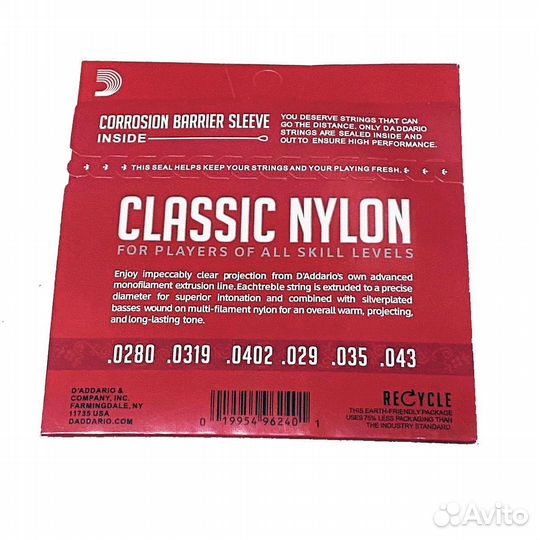 CORROSION BARRIER SLEEVE
INSIDE
YOU DESERVE STRINGS THAT CAN
GO THE DISTANCE. ONLY DADDARIO
STRINGS ARE SEALED INSIDE AND
OUT TO ENSURE HIGH PERFORMANCE.
THIS SEAL HELPS KEEP YOUR STRINGS AND YOUR PLAYING FRESH.
CLASSIC NYLON
FOR PLAYERS OF ALL SKILL LEVELS
Enjoy impeccably clear projection from D'Addario's own advanced
monofilament extrusion line. Eachtreble string is extruded to a precise
diameter for superior intonation and combined with silverplated
basses wound on multi-filament nylon for an overall warm, projecting,
and long-lasting tone.
.0280 .0319 .0402 .029 .035 .043
D'ADDARIO &
COMPANY, INC.
FARMINGDALE, NY
11735 USA
DADDARIO.COM
0 19954 96240 1
RECYCLE
THIS EARTH-FRIENDLY PACKAGE
USES 75% LESS PACKAGING THAN
THE INDUSTRY STANDARD.
Avito